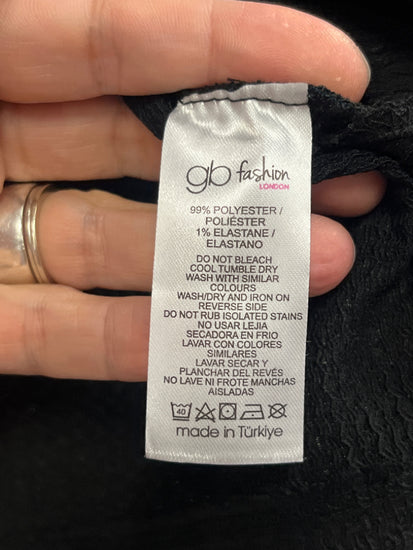 gb fashion
LONDON
99% POLYESTER /
POLIÉSTER
1% ELASTANE /
ELASTANO
DO NOT BLEACH
COOL TUMBLE DRY
WASH WITH SIMILAR
COLOURS
WASH/DRY AND IRON ON
REVERSE SIDE
DO NOT RUB ISOLATED STAINS
NO USAR LEJIA
SECADORA EN FRIO
LAVAR CON COLORES
SIMILARES
LAVAR SECAR Y
PLANCHAR DEL REVÉS
NO LAVE NI FROTE MANCHAS
AISLADAS
40
made in Türkiye